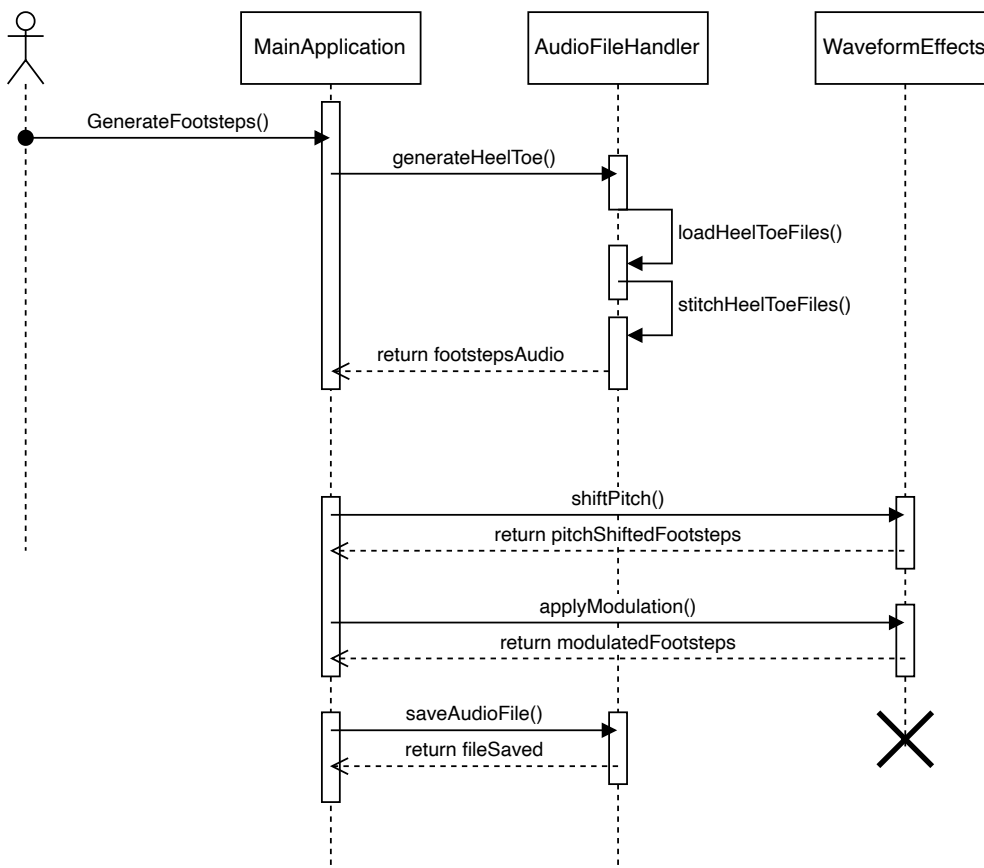 MainApplication
AudioFileHandler
WaveformEffects
GenerateFootsteps()
generateHeelToe()
loadHeelToeFiles()
stitchHeelToeFiles()
return footstepsAudio
shiftPitch()
return pitchShiftedFootsteps
applyModulation()
return modulatedFootsteps
saveAudioFile()
return fileSaved